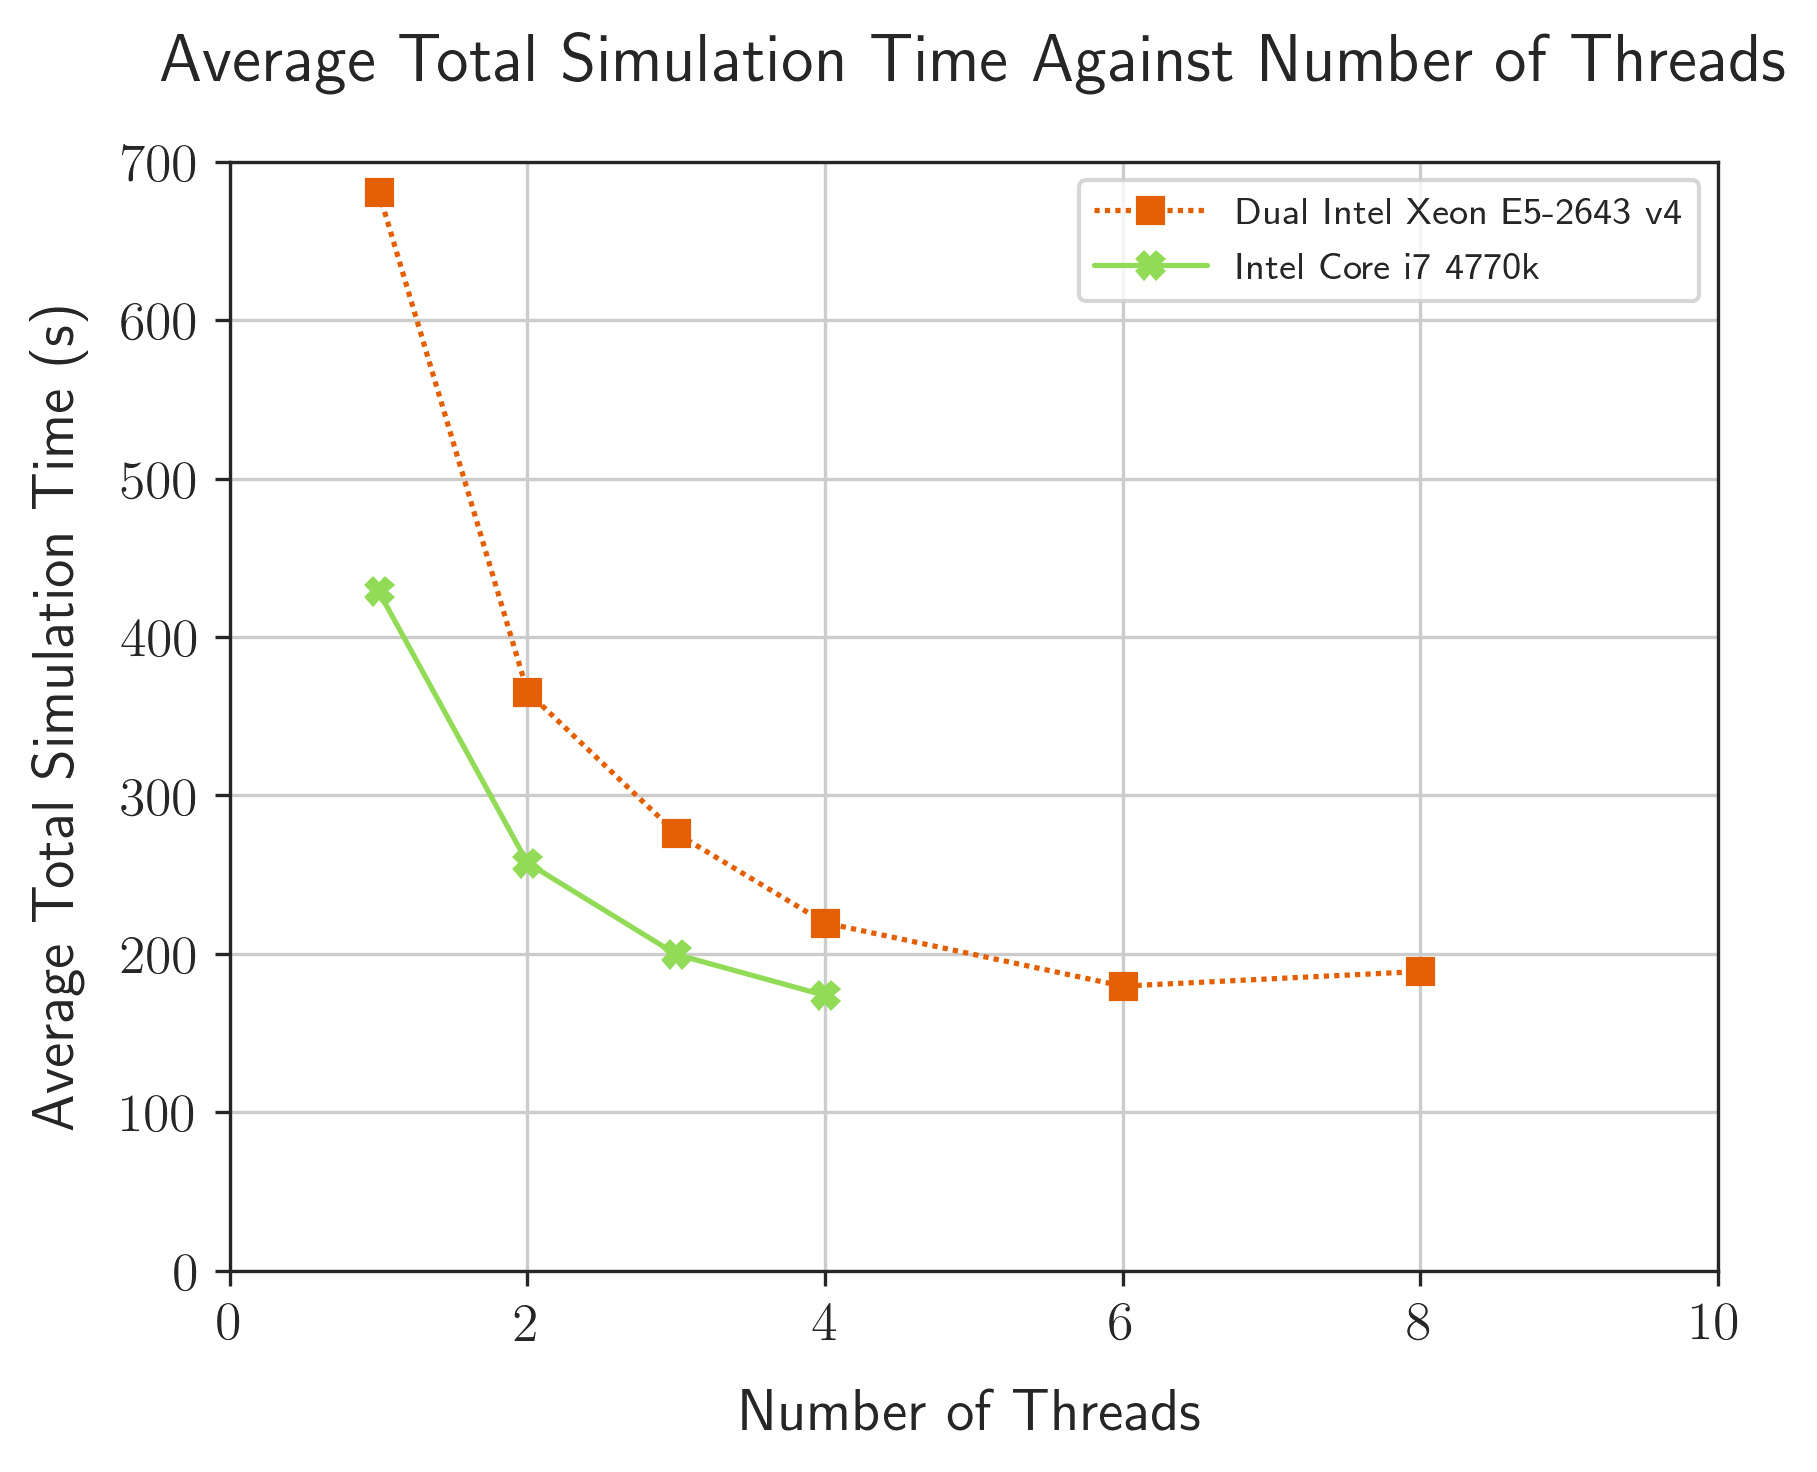 Average Total Simulation Time Against Number of Threads
Dual Intel Xeon E5-2643 v4
Intel Core i7 4770k
Average Total Simulation Time (s)
700
600
500
400
300
200
100
0
0 2 4 6 8 10
Number of Threads